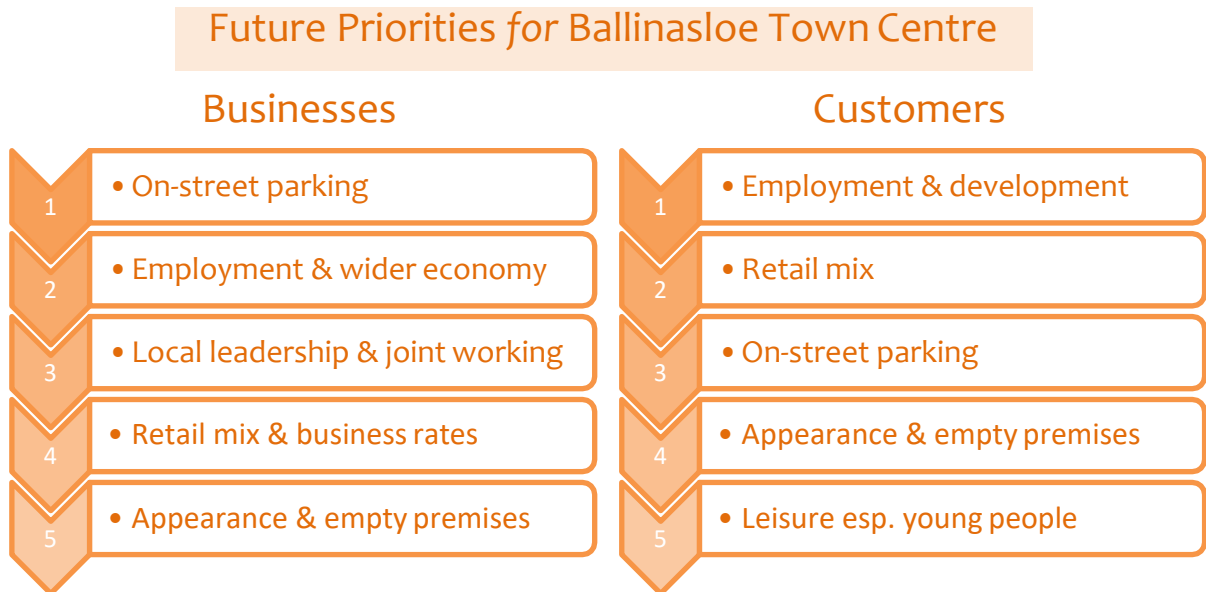 Future Priorities for Ballinasloe Town Centre
Businesses
1
• On-street parking
2
• Employment & wider economy
3
• Local leadership & joint working
4
• Retail mix & business rates
5
• Appearance & empty premises
Customers
1
• Employment & development
2
• Retail mix
3
• On-street parking
4
• Appearance & empty premises
5
• Leisure esp. young people